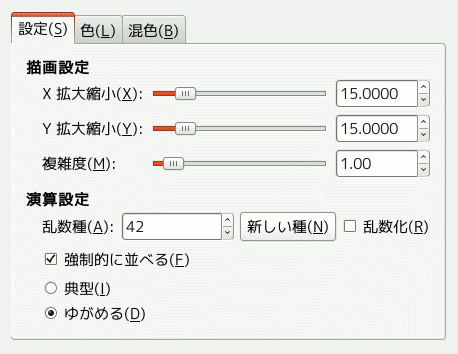 設定(S) 色(L) 混色(B)
描画設定
X 拡大縮小(X): 15.0000
Y 拡大縮小(Y): 15.0000
複雑度(M): 1.00
演算設定
乱数種(A): 42 新しい種(N) 乱数化(R)
強制的に並べる(F)
典型(I)
ゆがめる(D)